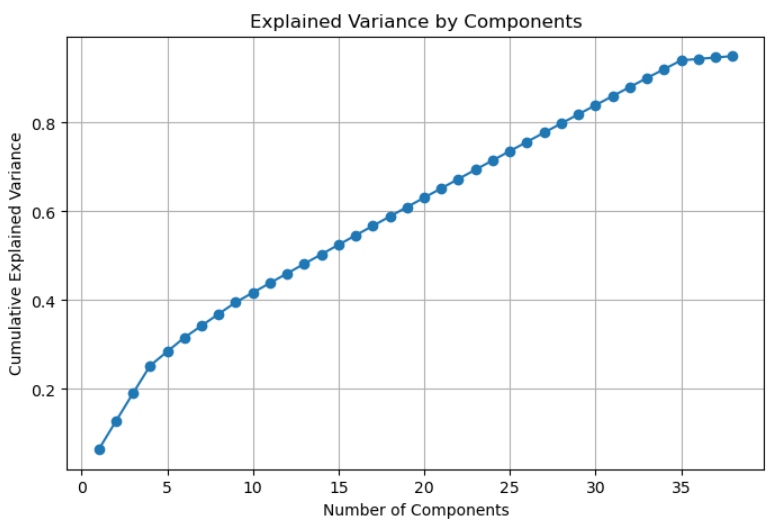 Explained Variance by Components
Cumulative Explained Variance
0.8
0.6
0.4
0.2
0 5 10 15 20 25 30 35
Number of Components